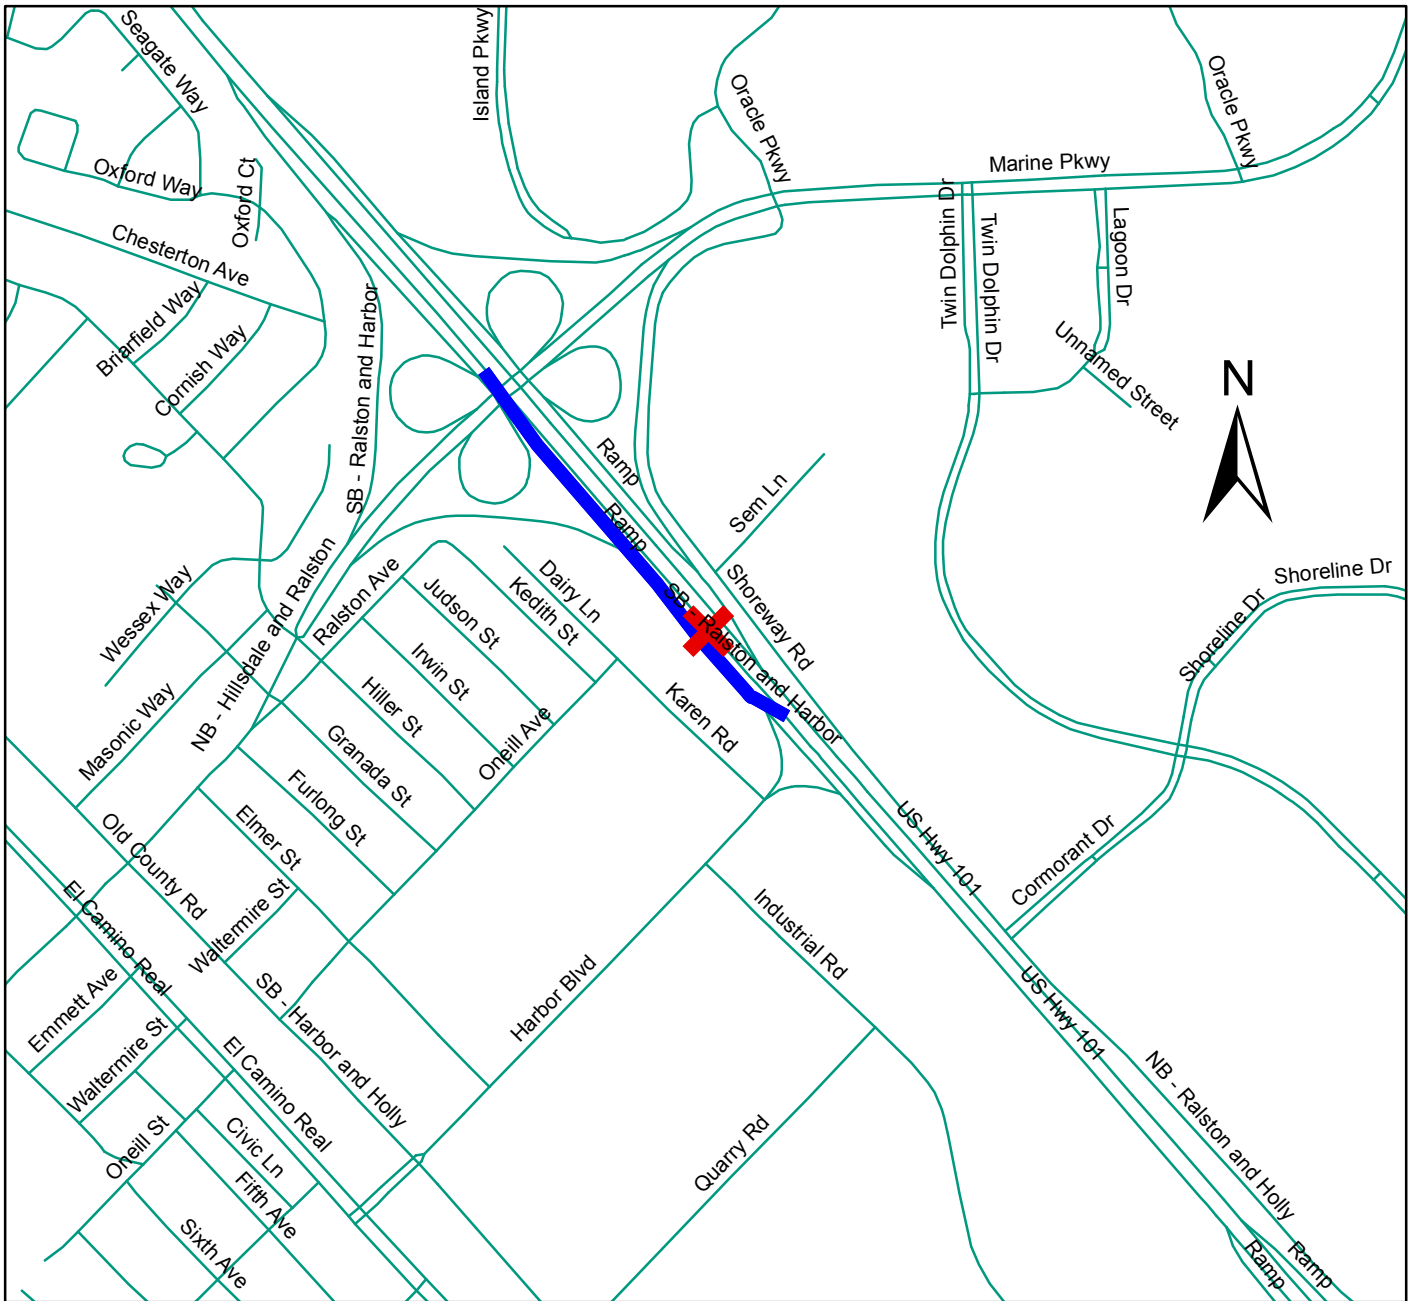 Seagate Way
Island Pkwy
Oracle Pkwy
Oracle Pkwy
Marine Pkwy
Oxford Way
Oxford Ct
Chesterton Ave
Twin Dolphin Dr
Twin Dolphin Dr
Lagoon Dr
Briarfield Way
Cornish Way
SB - Ralston and Harbor
Unnamed Street
N
Ramp
Ramp
Sem Ln
Shoreway Rd
SB - Ralston and Harbor
Shoreline Dr
Shoreline Dr
Wessex Way
NB - Hillsdale and Ralston
Ralston Ave
Judson St
Kedith St
Dairy Ln
Irwin St
Hiller St
Karen Rd
Masonic Way
Granada St
Oneill Ave
Furlong St
Elmer St
Old County Rd
Waltermire St
El Camino Real
US Hwy 101
Cormorant Dr
Industrial Rd
Harbor Blvd
SB - Harbor and Holly
Emmett Ave
Waltermire St
El Camino Real
US Hwy 101
NB - Ralston and Holly
Oneill St
Civic Ln
Quarry Rd
Fifth Ave
Sixth Ave
Ramp
Ramp